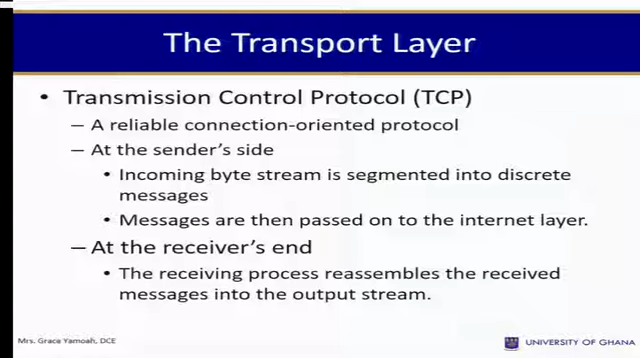 The Transport Layer
• Transmission Control Protocol (TCP)
– A reliable connection-oriented protocol
– At the sender's side
• Incoming byte stream is segmented into discrete
messages
• Messages are then passed on to the internet layer.
– At the receiver's end
• The receiving process reassembles the received
messages into the output stream.
Mrs. Grace Yamoah, DCE
UNIVERSITY OF GHANA